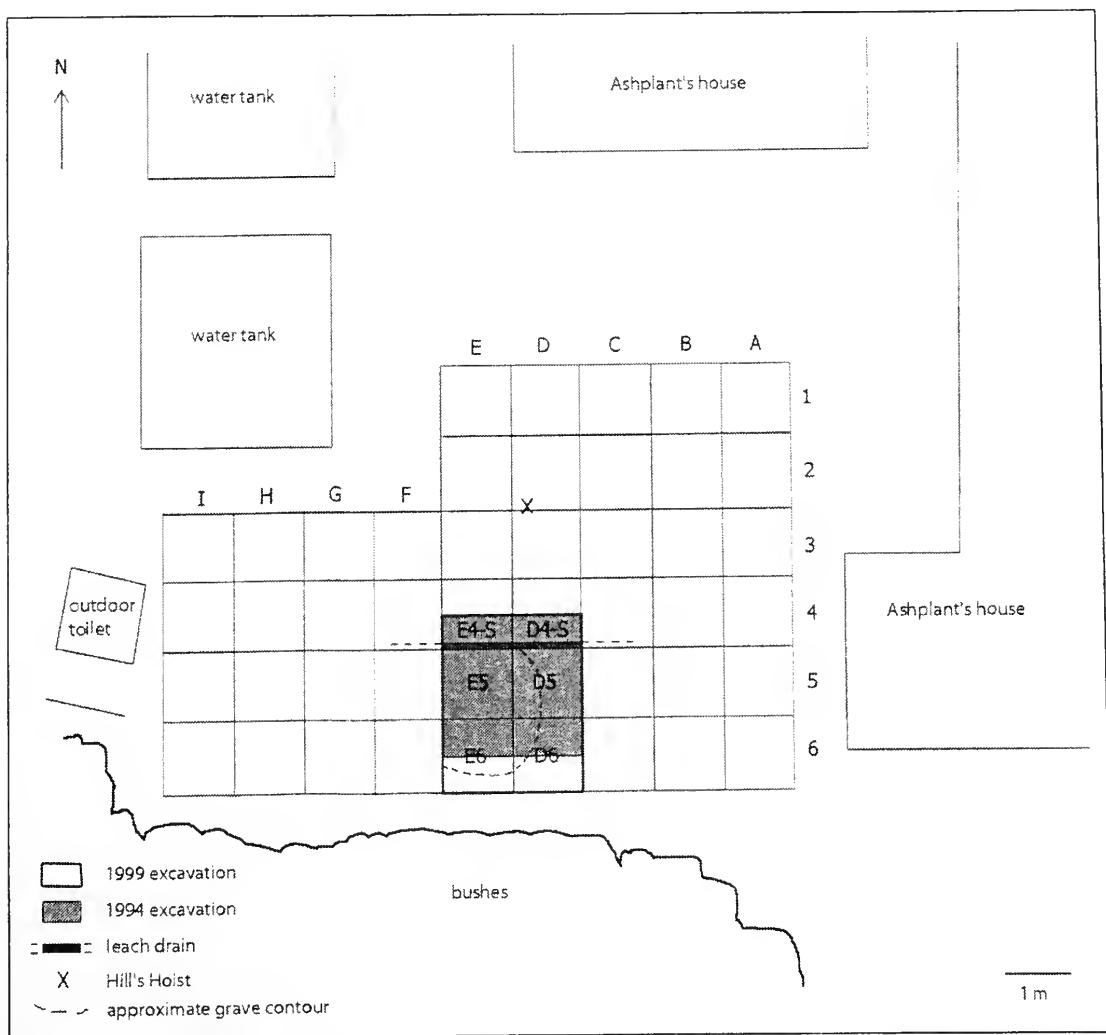 N
water tank
Ashplant's house
water tank
E D C B A
1
2
I H G F
X
3
4
outdoor
toilet
E4-S D4-S
Ashplant's house
E5 D5
5
E6 D6
6
1999 excavation
bushes
1994 excavation
leach drain
X Hill's Hoist
approximate grave contour
1 m